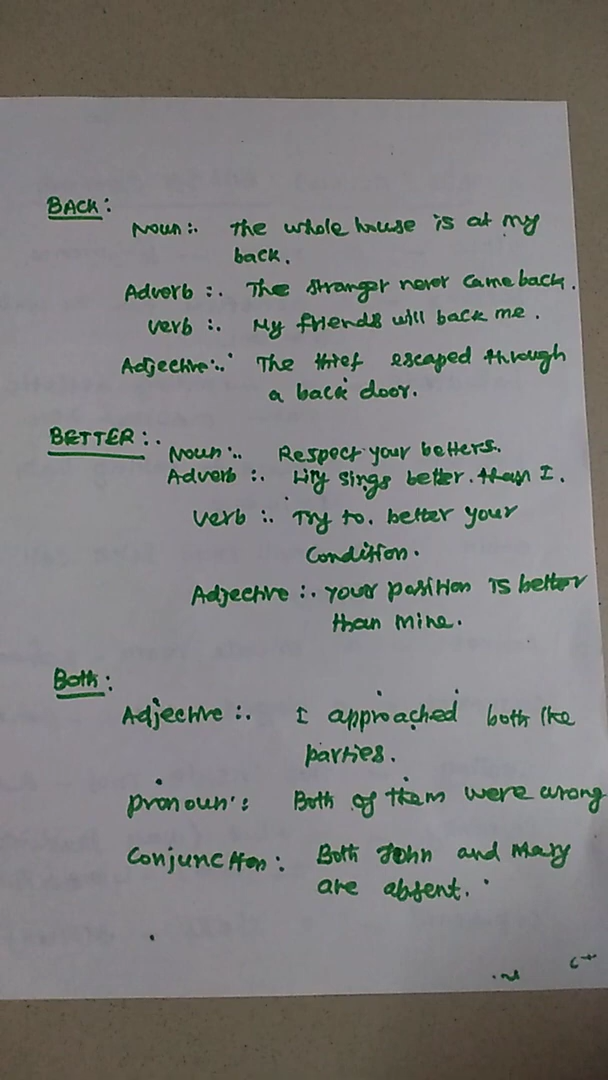 BACK:
Noun:. The whole house is at my
back.
Adverb :. The stranger never came back.
Verb :. My friends will back me.
Adjective:. The thief escaped through
a back door.
BETTER:.
Noun:. Respect your betters.
Adverb :. Lily sings better. than I.
Verb :. Try to. better your
Condition.
Adjective :. your position is better
than mine.
Both:
Adjective :. I approached both the
parties.
pronoun: Both of them were wrong
Conjunction: Both John and Mary
are absent.